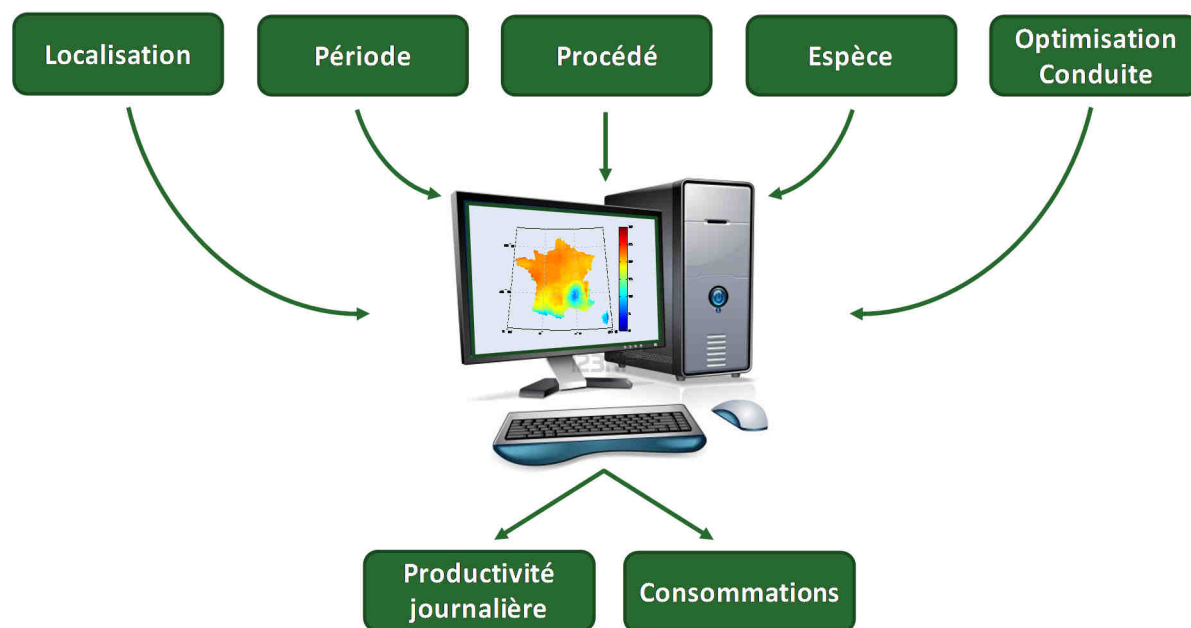 Localisation
Période
Procédé
Espèce
Optimisation
Conduite
Productivité
journalière
Consommations